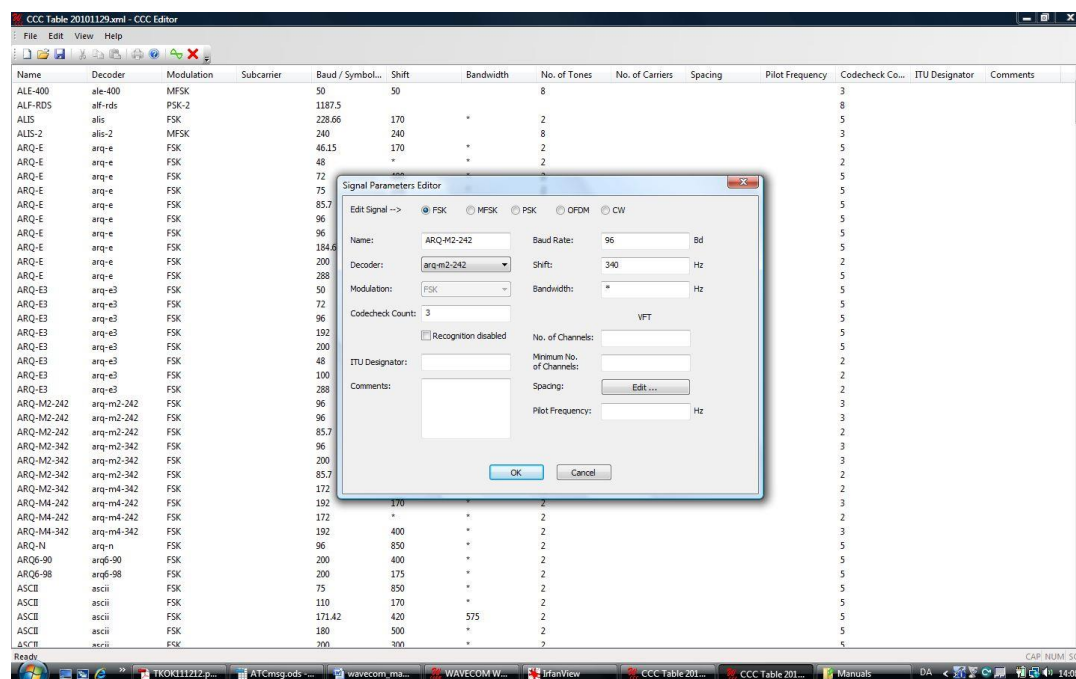 CCC Table 20101129.xml - CCC Editor
File Edit View Help
Name Decoder Modulation Subcarrier Baud / Symbol... Shift Bandwidth No. of Tones No. of Carriers Spacing Pilot Frequency Codecheck Co... ITU Designator Comments
ALE-400 ale-400 MFSK 50 50 8 3
ALF-RDS alf-rds PSK-2 1187.5 8
ALIS alis FSK 228.66 170 * 2 5
ALIS-2 alis-2 MFSK 240 240 8 3
ARQ-E arq-e FSK 46.15 170 * 2 5
ARQ-E arq-e FSK 48 * * 2 2
ARQ-E arq-e FSK 72 5
ARQ-E arq-e FSK 75 5
ARQ-E arq-e FSK 85.7 5
ARQ-E arq-e FSK 96 5
ARQ-E arq-e FSK 96 5
ARQ-E arq-e FSK 184.6 5
ARQ-E arq-e FSK 200 2
ARQ-E arq-e FSK 288 5
ARQ-E3 arq-e3 FSK 50 5
ARQ-E3 arq-e3 FSK 72 5
ARQ-E3 arq-e3 FSK 96 5
ARQ-E3 arq-e3 FSK 192 5
ARQ-E3 arq-e3 FSK 200 5
ARQ-E3 arq-e3 FSK 48 2
ARQ-E3 arq-e3 FSK 100 2
ARQ-E3 arq-e3 FSK 288 2
ARQ-M2-242 arq-m2-242 FSK 96 3
ARQ-M2-242 arq-m2-242 FSK 96 3
ARQ-M2-242 arq-m2-242 FSK 85.7 2
ARQ-M2-342 arq-m2-342 FSK 96 3
ARQ-M2-342 arq-m2-342 FSK 200 3
ARQ-M2-342 arq-m2-342 FSK 85.7 2
ARQ-M2-342 arq-m4-342 FSK 172 2
ARQ-M4-242 arq-m4-242 FSK 192 170 * 2 3
ARQ-M4-242 arq-m4-242 FSK 172 * * 2 2
ARQ-M4-342 arq-m4-342 FSK 192 400 * 2 3
ARQ-N arq-n FSK 96 850 * 2 5
ARQ6-90 arq6-90 FSK 200 400 * 2 5
ARQ6-98 arq6-98 FSK 200 175 * 2 5
ASCII ascii FSK 75 850 * 2 5
ASCII ascii FSK 110 170 * 2 5
ASCII ascii FSK 171.42 420 575 2 5
ASCII ascii FSK 180 500 * 2 5
ASCII ascii FSK 200 300 * 2 5
Signal Parameters Editor
Edit Signal --> FSK MFSK PSK OFDM CW
Name: ARQ-M2-242 Baud Rate: 96 Bd
Decoder: arq-m2-242 Shift: 340 Hz
Modulation: FSK Bandwidth: * Hz
Codecheck Count: 3 VFT
Recognition disabled No. of Channels:
ITU Designator: Minimum No.
of Channels:
Comments: Spacing: Edit ...
Pilot Frequency: Hz
OK Cancel
Ready CAP NUM SC
TKOK111212.p... ATCmsg.ods -... wavecom_ma... WAVECOM W... IrfanView CCC Table 201... CCC Table 201... Manuals DA 14:08